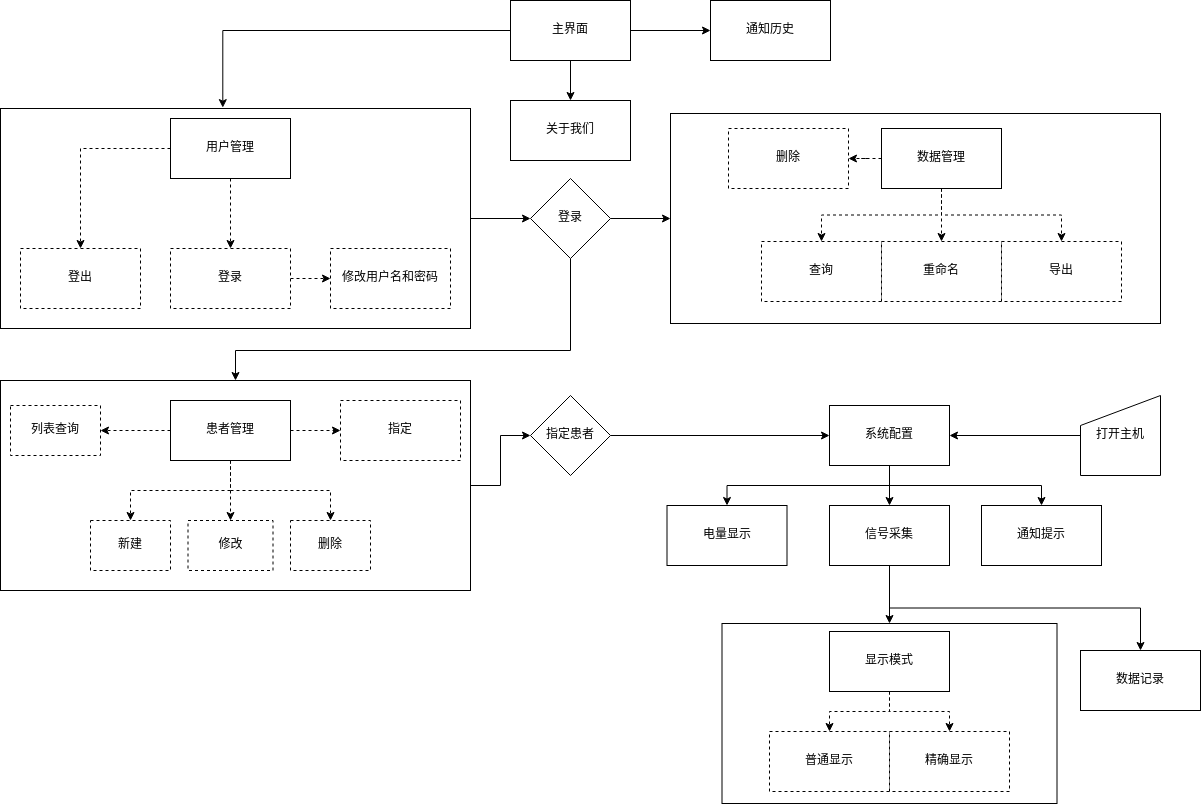 主界面
通知历史
关于我们
用户管理
登出
登录
修改用户名和密码
登录
删除
数据管理
查询
重命名
导出
列表查询
患者管理
指定
新建
修改
删除
指定患者
系统配置
打开主机
电量显示
信号采集
通知提示
显示模式
普通显示
精确显示
数据记录